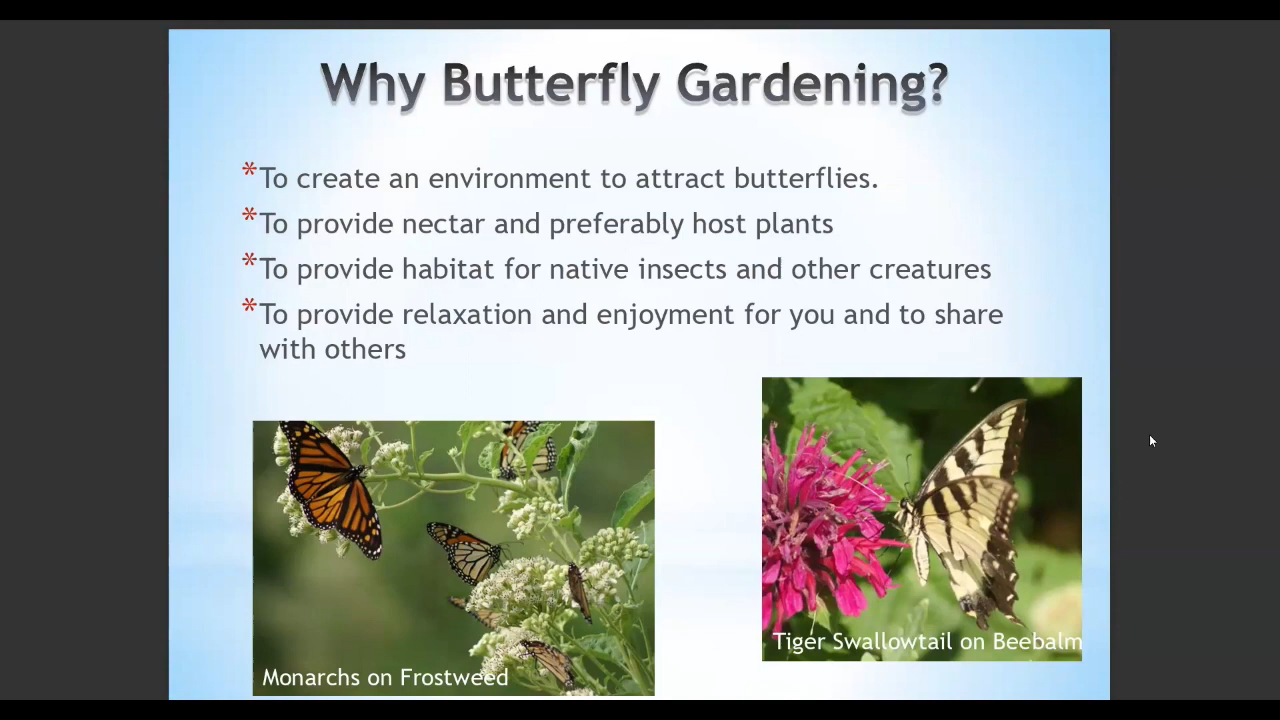 Why Butterfly Gardening?
*To create an environment to attract butterflies.
*To provide nectar and preferably host plants
*To provide habitat for native insects and other creatures
*To provide relaxation and enjoyment for you and to share
with others
Tiger Swallowtail on Beebalm
Monarchs on Frostweed